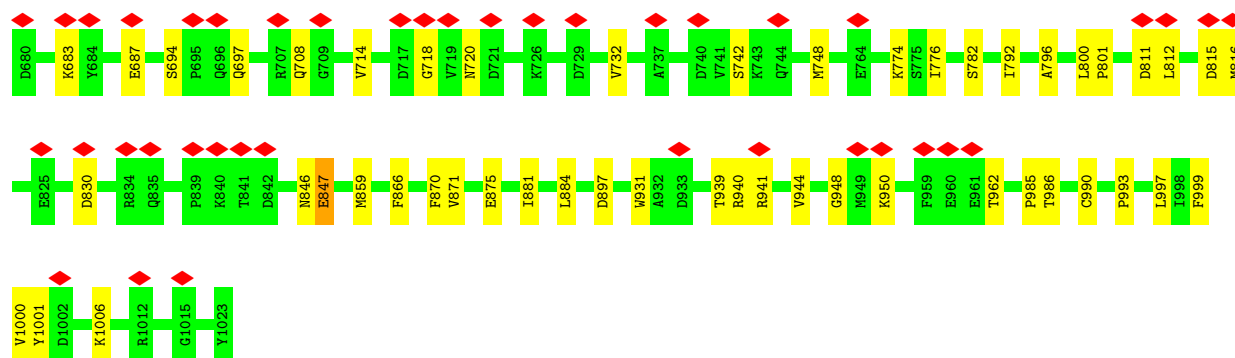 D680 K683 Y684 E687 S694 P695 Q696 Q697 R707 Q708 G709 V714 D717 G718 V719 N720 D721 K726 D729 V732 A737 D740 V741 S742 K743 Q744 M748 E764 K774 S775 I776 S782 I792 A796 L800 P801 D811 L812 D815 M816
E825 D830 R834 Q835 P839 K840 T841 D842 N846 E847 M859 F866 F870 V871 E875 I881 L884 D897 W931 A932 D933 T939 R940 R941 V944 G948 M949 K950 F959 E960 E961 T962 P985 T986 C990 P993 L997 I998 F999
V1000 Y1001 D1002 K1006 R1012 G1015 Y1023